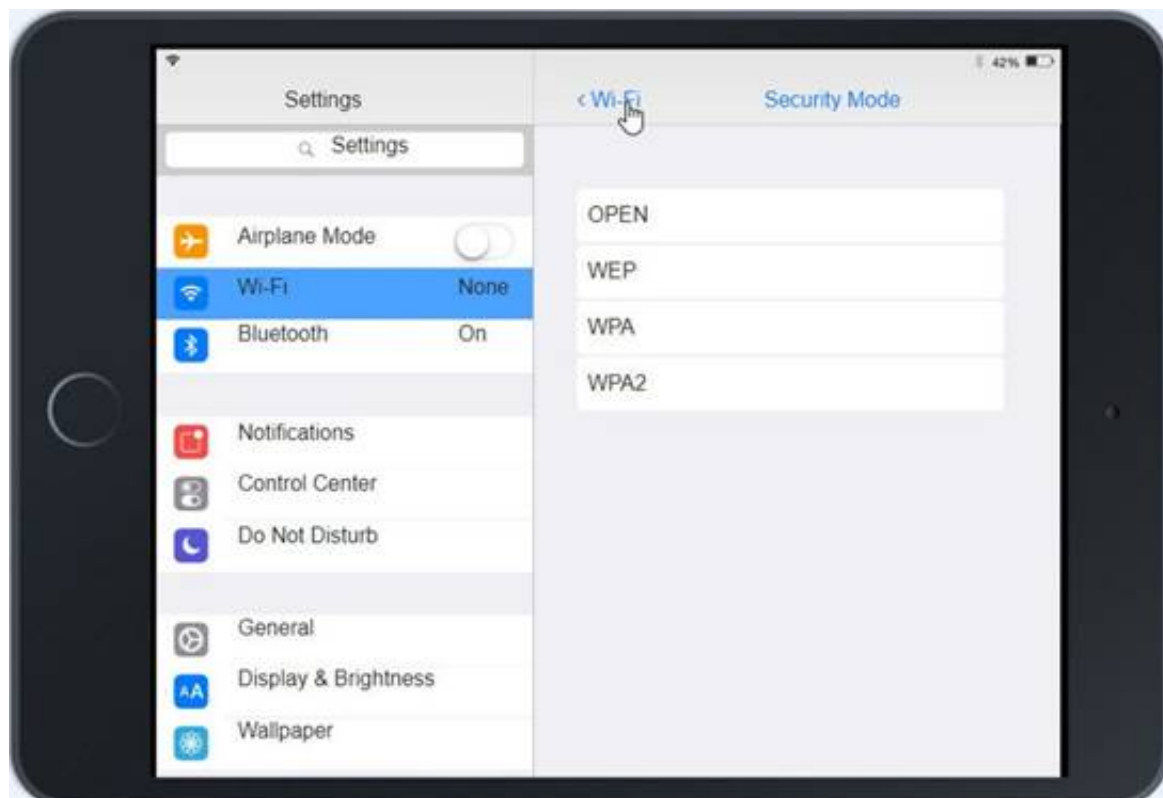 42%
Settings
Settings
Airplane Mode
Wi-Fi None
Bluetooth On
Notifications
Control Center
Do Not Disturb
General
AA Display & Brightness
Wallpaper
< Wi-Fi Security Mode
OPEN
WEP
WPA
WPA2